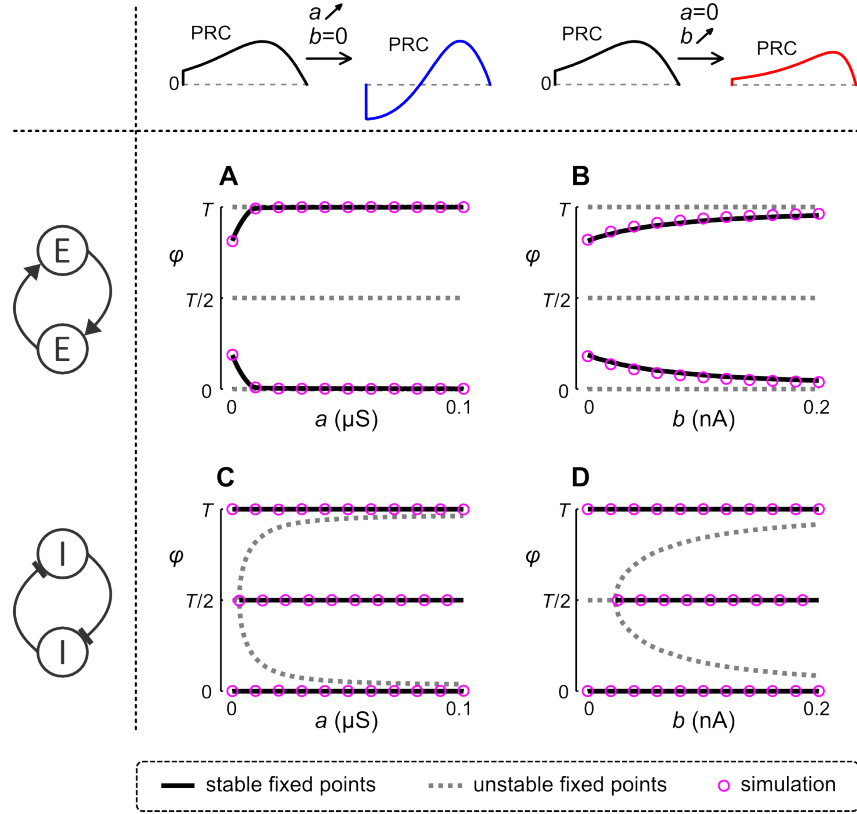 a↗
b=0
PRC
PRC
0
a=0
b↗
PRC
PRC
0
A
T
φ
T/2
0
0
0.1
a (µS)
B
T
φ
T/2
0
0
0.2
b (nA)
E
E
C
T
φ
T/2
0
0
0.1
a (µS)
D
T
φ
T/2
0
0
0.2
b (nA)
I
I
stable fixed points
unstable fixed points
simulation